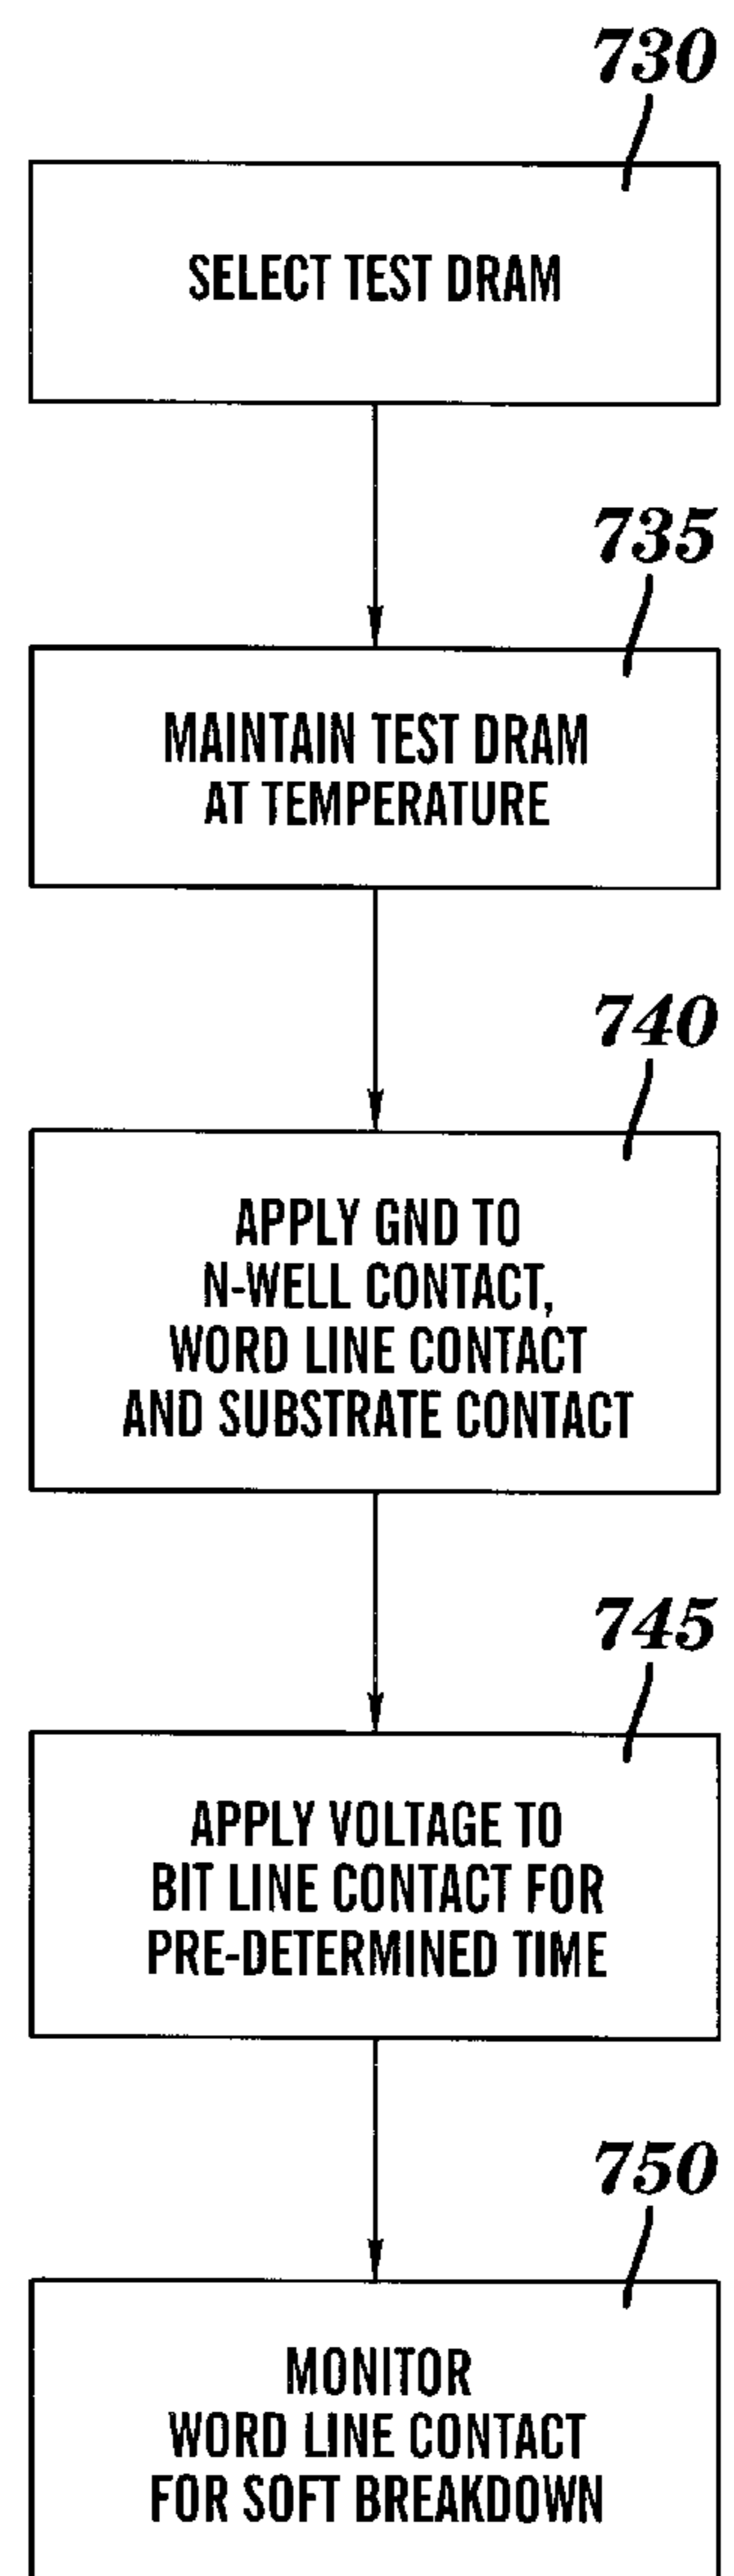 730
SELECT TEST DRAM
735
MAINTAIN TEST DRAM
AT TEMPERATURE
740
APPLY GND TO
N-WELL CONTACT,
WORD LINE CONTACT
AND SUBSTRATE CONTACT
745
APPLY VOLTAGE TO
BIT LINE CONTACT FOR
PRE-DETERMINED TIME
750
MONITOR
WORD LINE CONTACT
FOR SOFT BREAKDOWN